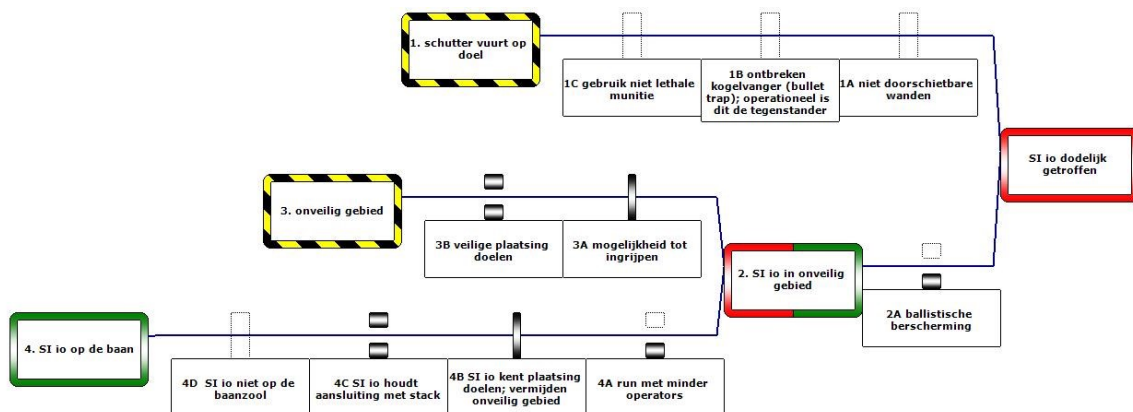 1. schutter vuurt op
doel
1C gebruik niet lethale
munitie
1B ontbreken
kogelvanger (bullet
trap); operationeel is
dit de tegenstander
1A niet doorschietbare
wanden
SI io dodelijk
getroffen
3. onveilig gebied
3B veilige plaatsing
doelen
3A mogelijkheid tot
ingrijpen
2. SI io in onveilig
gebied
2A ballistische
berscherming
4. SI io op de baan
4D SI io niet op de
baanzool
4C SI io houdt
aansluiting met stack
4B SI io kent plaatsing
doelen; vermijden
onveilig gebied
4A run met minder
operators